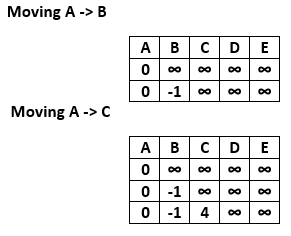 Moving A -> B
A B C D E
0 ∞ ∞ ∞ ∞
0 -1 ∞ ∞ ∞
Moving A -> C
A B C D E
0 ∞ ∞ ∞ ∞
0 -1 ∞ ∞ ∞
0 -1 4 ∞ ∞